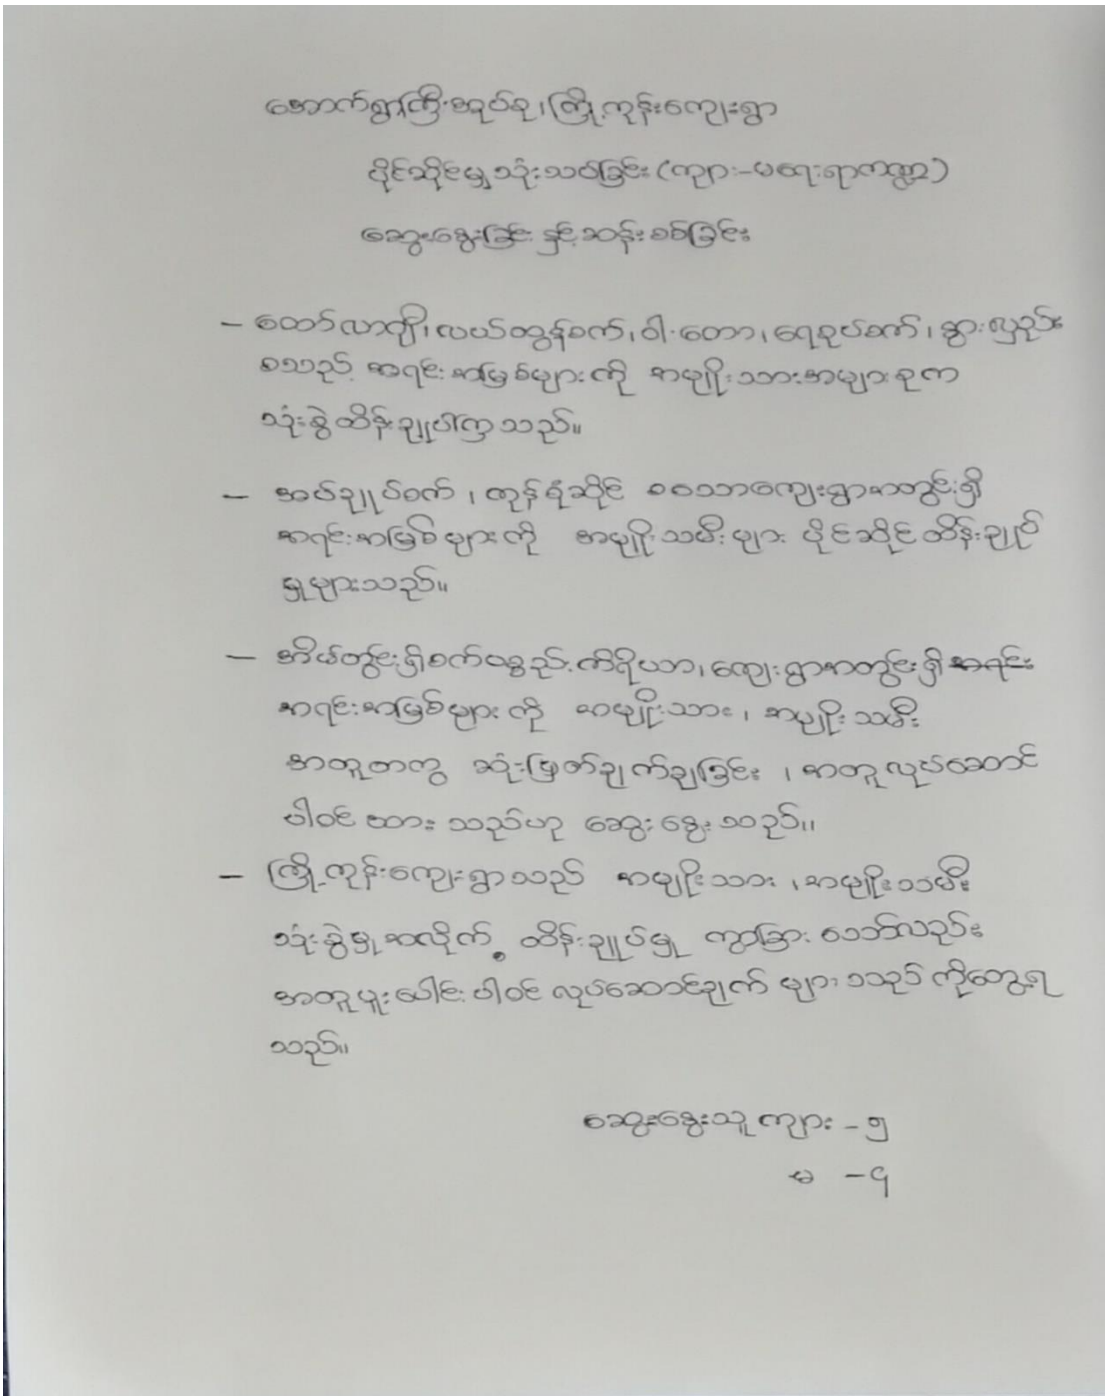 အောက်ရွာကြီးအုပ်စု၊ ကြို့ကုန်းကျေးရွာ
ပိုင်ဆိုင်မှု့သုံးသပ်ခြင်း (ကျား-မရေးရာကဏ္ဍ)
ဆွေးနွေးခြင်း နှင့်ဆန်းစစ်ခြင်း
– ထော်လာဂျီ၊ လယ်ထွန်စက်၊ ဝါ.တော၊ ရေစုပ်စက်၊ နွား လှည်း
စသည့် အရင်းအမြစ်များကို အမျိုးသားအများစုက
သုံးစွဲထိန်းချုပ်ကြသည်။
– အပ်ချုပ်စက်၊ ကုန်စုံဆိုင် စသောကျေးရွာအတွင်းရှိ
အရင်းအမြစ်များကို အမျိုးသမီးများ ပိုင်ဆိုင်ထိန်းချုပ်
မှုများသည်။
– အိမ်တွင်းရှိစက်ပစ္စည်းကိရိယာ၊ ကျေးရွာအတွင်းရှိ အရင်း
အရင်းအမြစ်များကို အမျိုးသား၊ အမျိုးသမီး
အတူတကွ ဆုံးဖြတ်ချက်ချခြင်း၊ အတူလုပ်ဆောင်
ပါဝင်ထားသည်ဟု ဆွေးနွေးသည်။
– ကြို့ကုန်းကျေးရွာသည် အမျိုးသား၊ အမျိုးသမီး
သုံးစွဲမှုအလိုက် ထိန်းချုပ်မှု ကွာခြားသော်လည်း
အတူပူးပေါင်းပါဝင်လုပ်ဆောင်ချက်များသည် ကိုတွေ့ရ
သည်။
ဆွေးနွေးသူ ကျား – ၅
မ – ၄